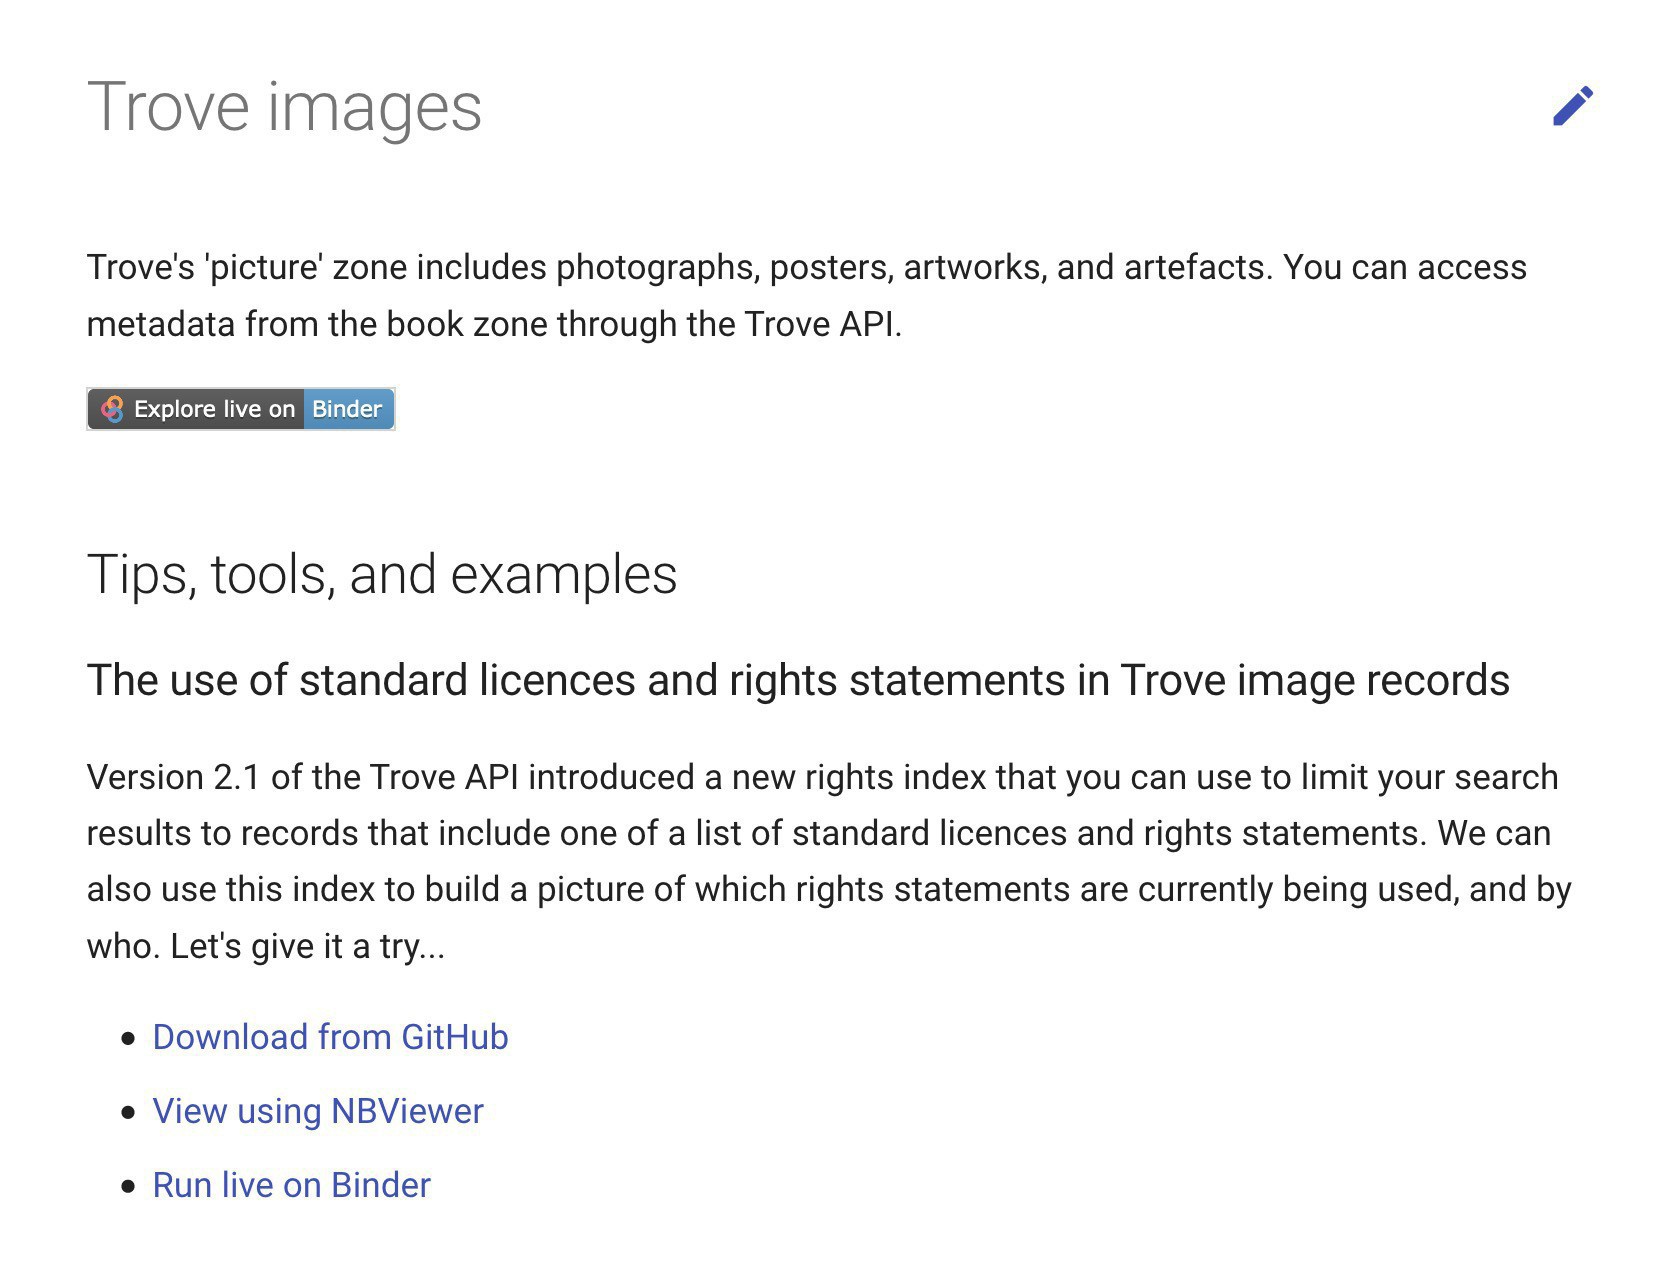 Trove images
Trove's 'picture' zone includes photographs, posters, artworks, and artefacts. You can access
metadata from the book zone through the Trove API.
Explore live on Binder
Tips, tools, and examples
The use of standard licences and rights statements in Trove image records
Version 2.1 of the Trove API introduced a new rights index that you can use to limit your search
results to records that include one of a list of standard licences and rights statements. We can
also use this index to build a picture of which rights statements are currently being used, and by
who. Let's give it a try...
Download from GitHub
View using NBViewer
Run live on Binder